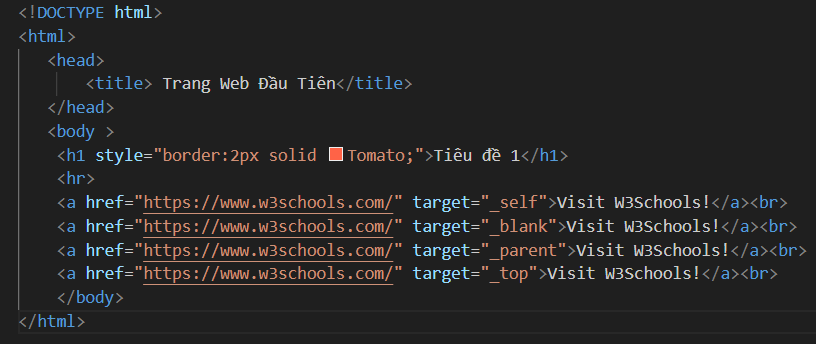 <!DOCTYPE html>
<html>
<head>
<title> Trang Web Đầu Tiên</title>
</head>
<body >
<h1 style="border:2px solid Tomato;">Tiêu đề 1</h1>
<hr>
<a href="https://www.w3schools.com/" target="_self">Visit W3Schools!</a><br>
<a href="https://www.w3schools.com/" target="_blank">Visit W3Schools!</a><br>
<a href="https://www.w3schools.com/" target="_parent">Visit W3Schools!</a><br>
<a href="https://www.w3schools.com/" target="_top">Visit W3Schools!</a><br>
</body>
</html>